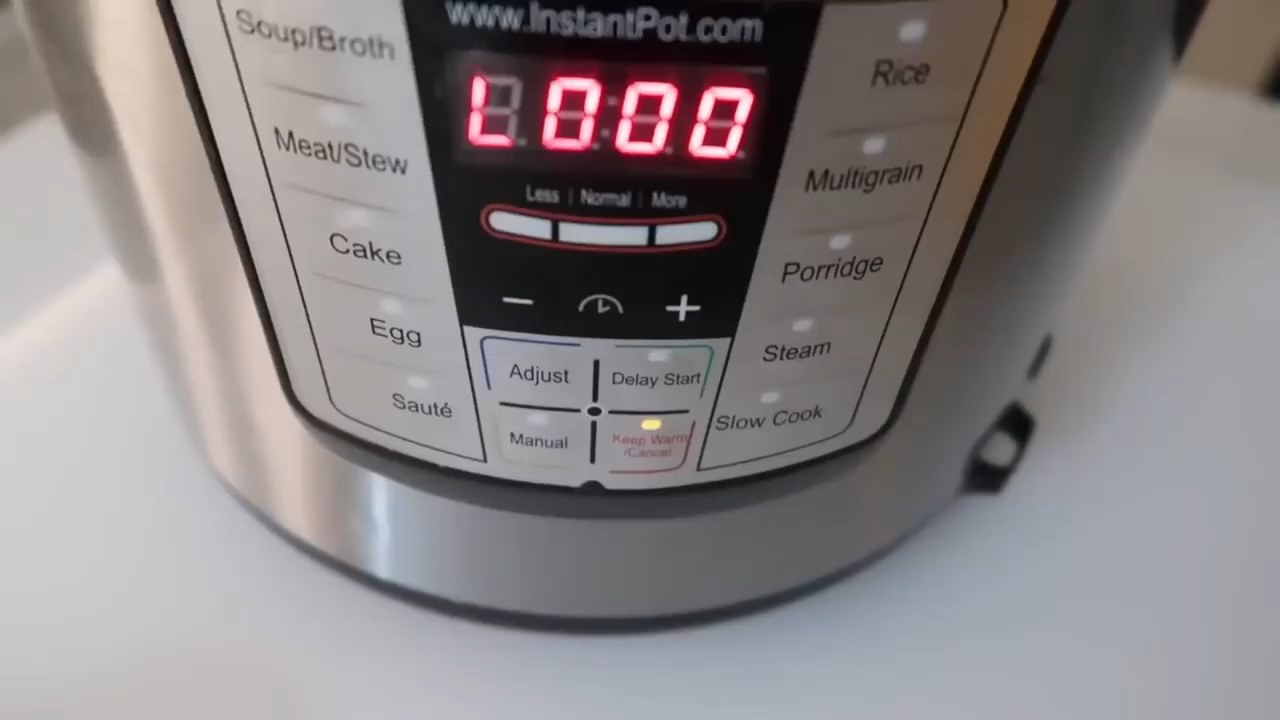 www.InstantPot.com
Soup/Broth
L000
Rice
Meat/Stew
Less | Normal | More
Multigrain
Cake
Porridge
− +
Egg
Adjust
Delay Start
Steam
Sauté
Manual
Keep Warm
/Cancel
Slow Cook